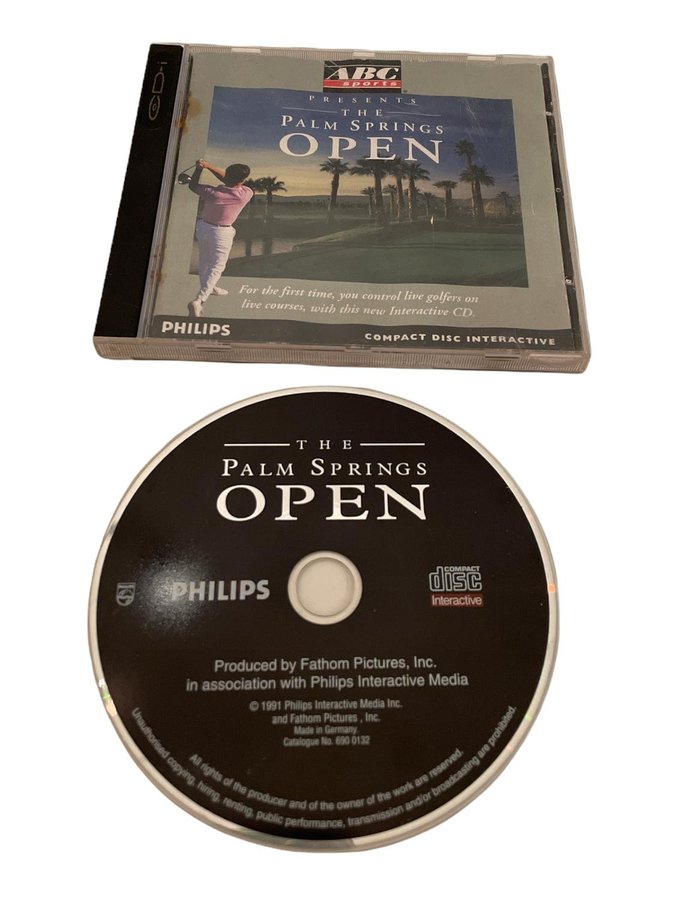 CD-i
ABC
sports
PRESENTS
THE
PALM SPRINGS
OPEN
For the first time, you control live golfers on
live courses, with this new Interactive CD.
PHILIPS
COMPACT DISC INTERACTIVE
THE
PALM SPRINGS
OPEN
PHILIPS
COMPACT
disc
Interactive
Produced by Fathom Pictures, Inc.
in association with Philips Interactive Media
© 1991 Philips Interactive Media Inc.
and Fathom Pictures , Inc.
Made in Germany.
Catalogue No. 690 0132
All rights of the producer and of the owner of the work are reserved.
Unauthorised copying, hiring, renting, public performance, transmission and/or broadcasting are prohibited.